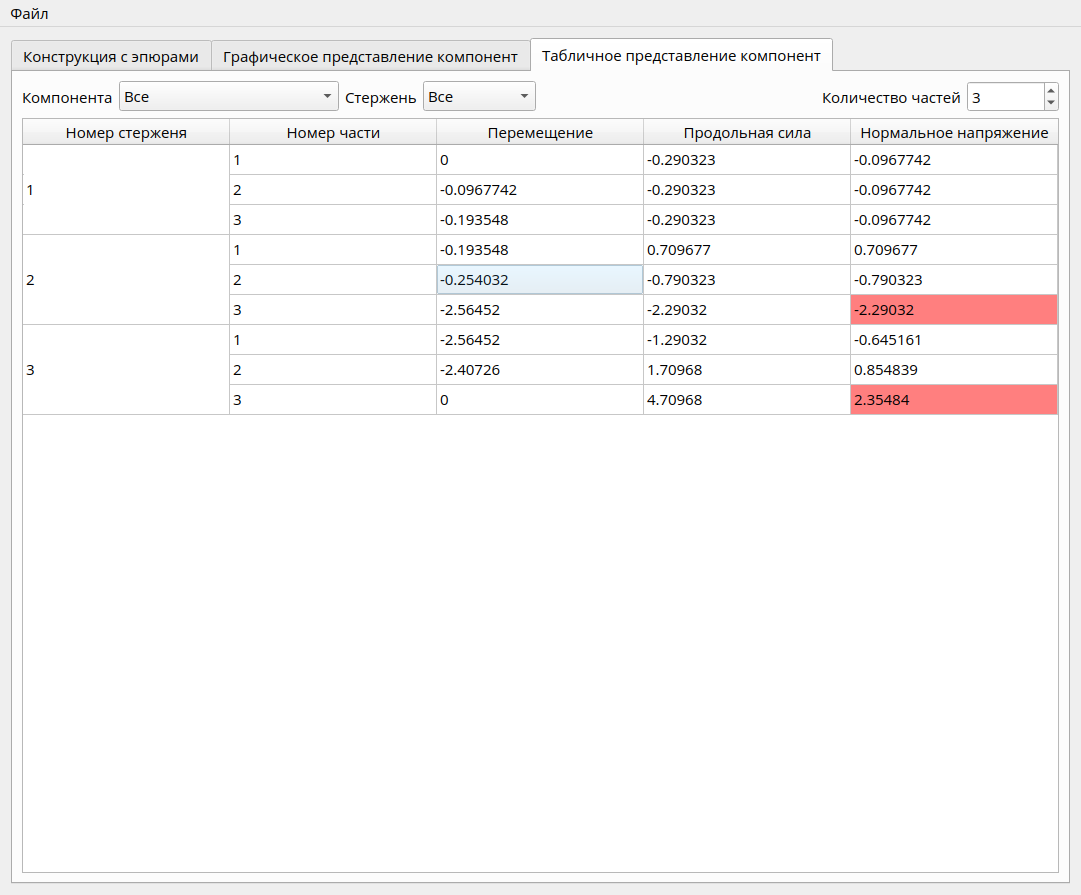 Файл
Конструкция с эпюрами Графическое представление компонент Табличное представление компонент
Компонента Все Стержень Все Количество частей 3
Номер стерженя Номер части Перемещение Продольная сила Нормальное напряжение
1 0 -0.290323 -0.0967742
1 2 -0.0967742 -0.290323 -0.0967742
3 -0.193548 -0.290323 -0.0967742
1 -0.193548 0.709677 0.709677
2 2 -0.254032 -0.790323 -0.790323
3 -2.56452 -2.29032 -2.29032
1 -2.56452 -1.29032 -0.645161
3 2 -2.40726 1.70968 0.854839
3 0 4.70968 2.35484